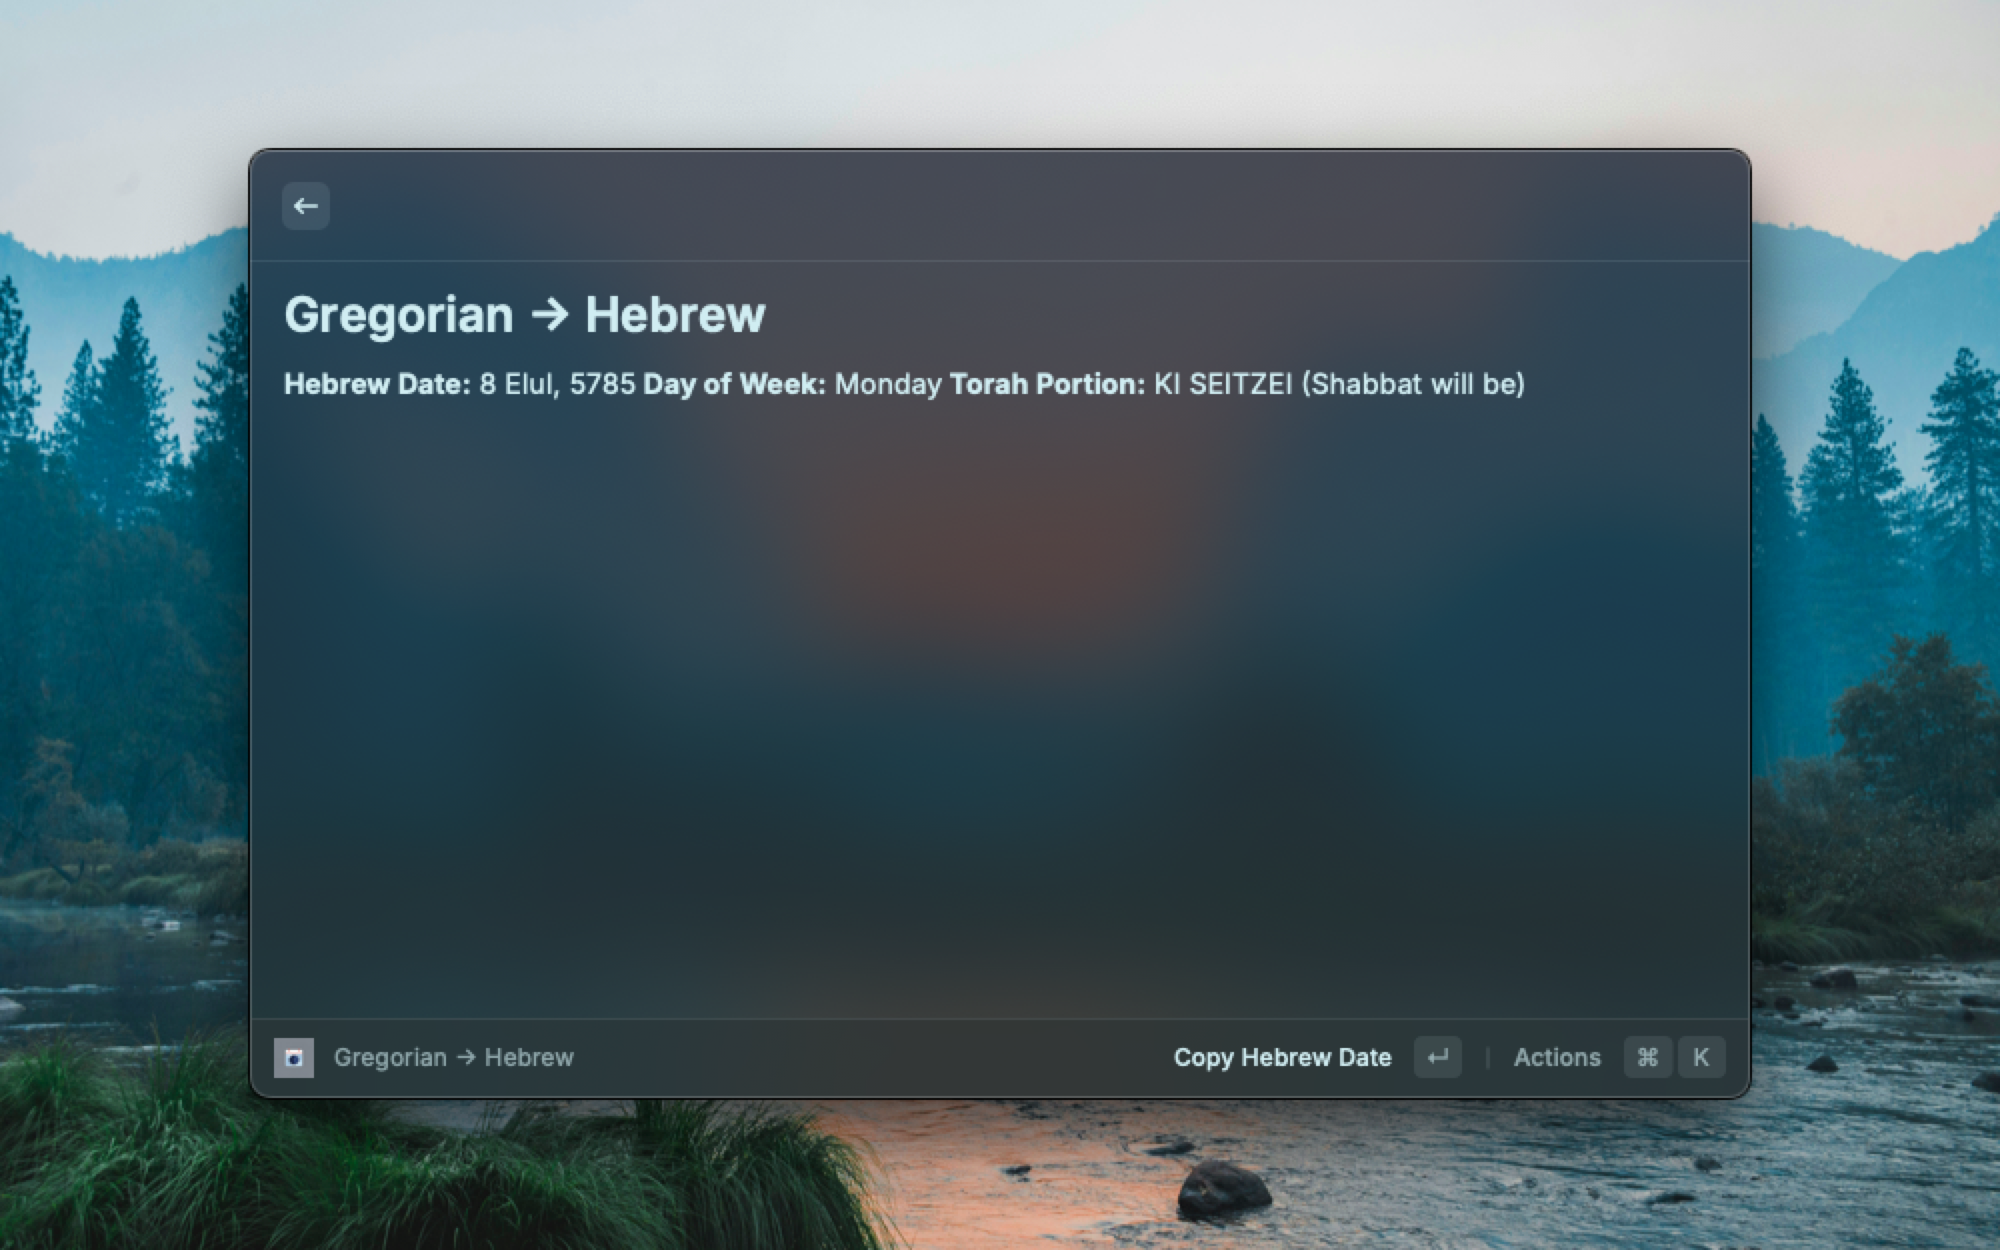 Gregorian → Hebrew
Hebrew Date: 8 Elul, 5785 Day of Week: Monday Torah Portion: KI SEITZEI (Shabbat will be)
Gregorian → Hebrew Copy Hebrew Date ↵ | Actions ⌘ K